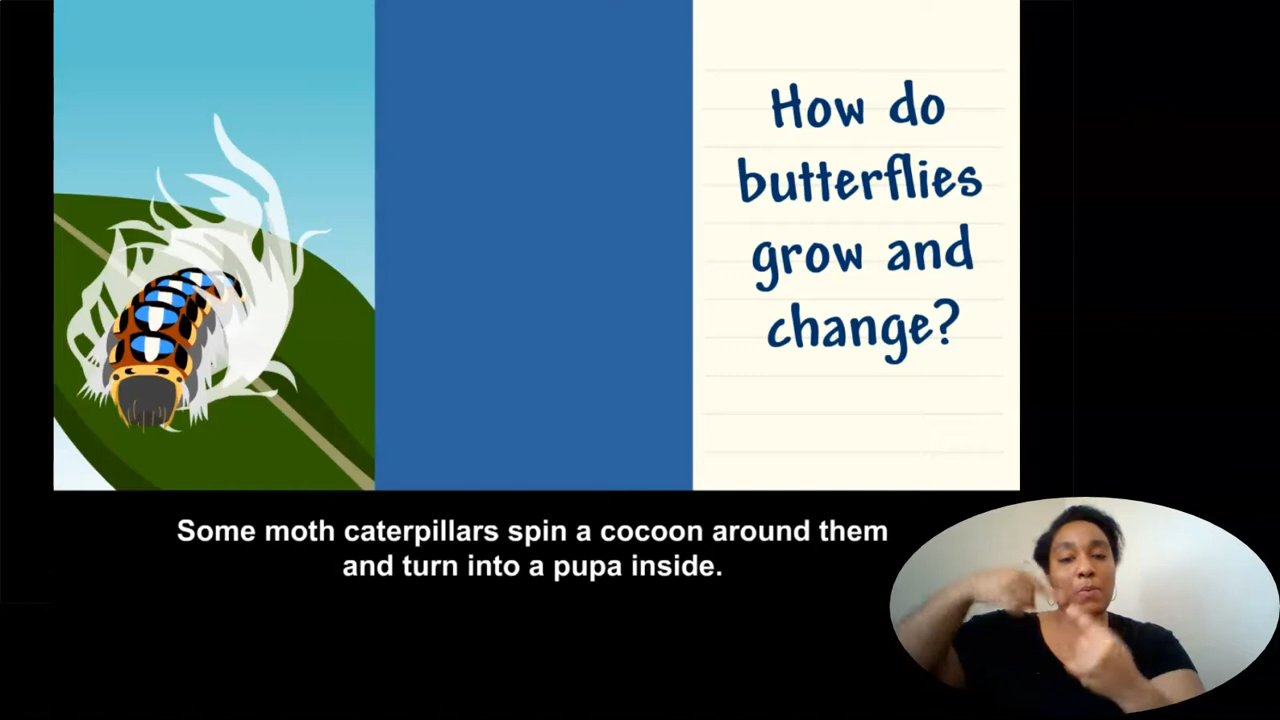 How do
butterflies
grow and
change?
Some moth caterpillars spin a cocoon around them
and turn into a pupa inside.